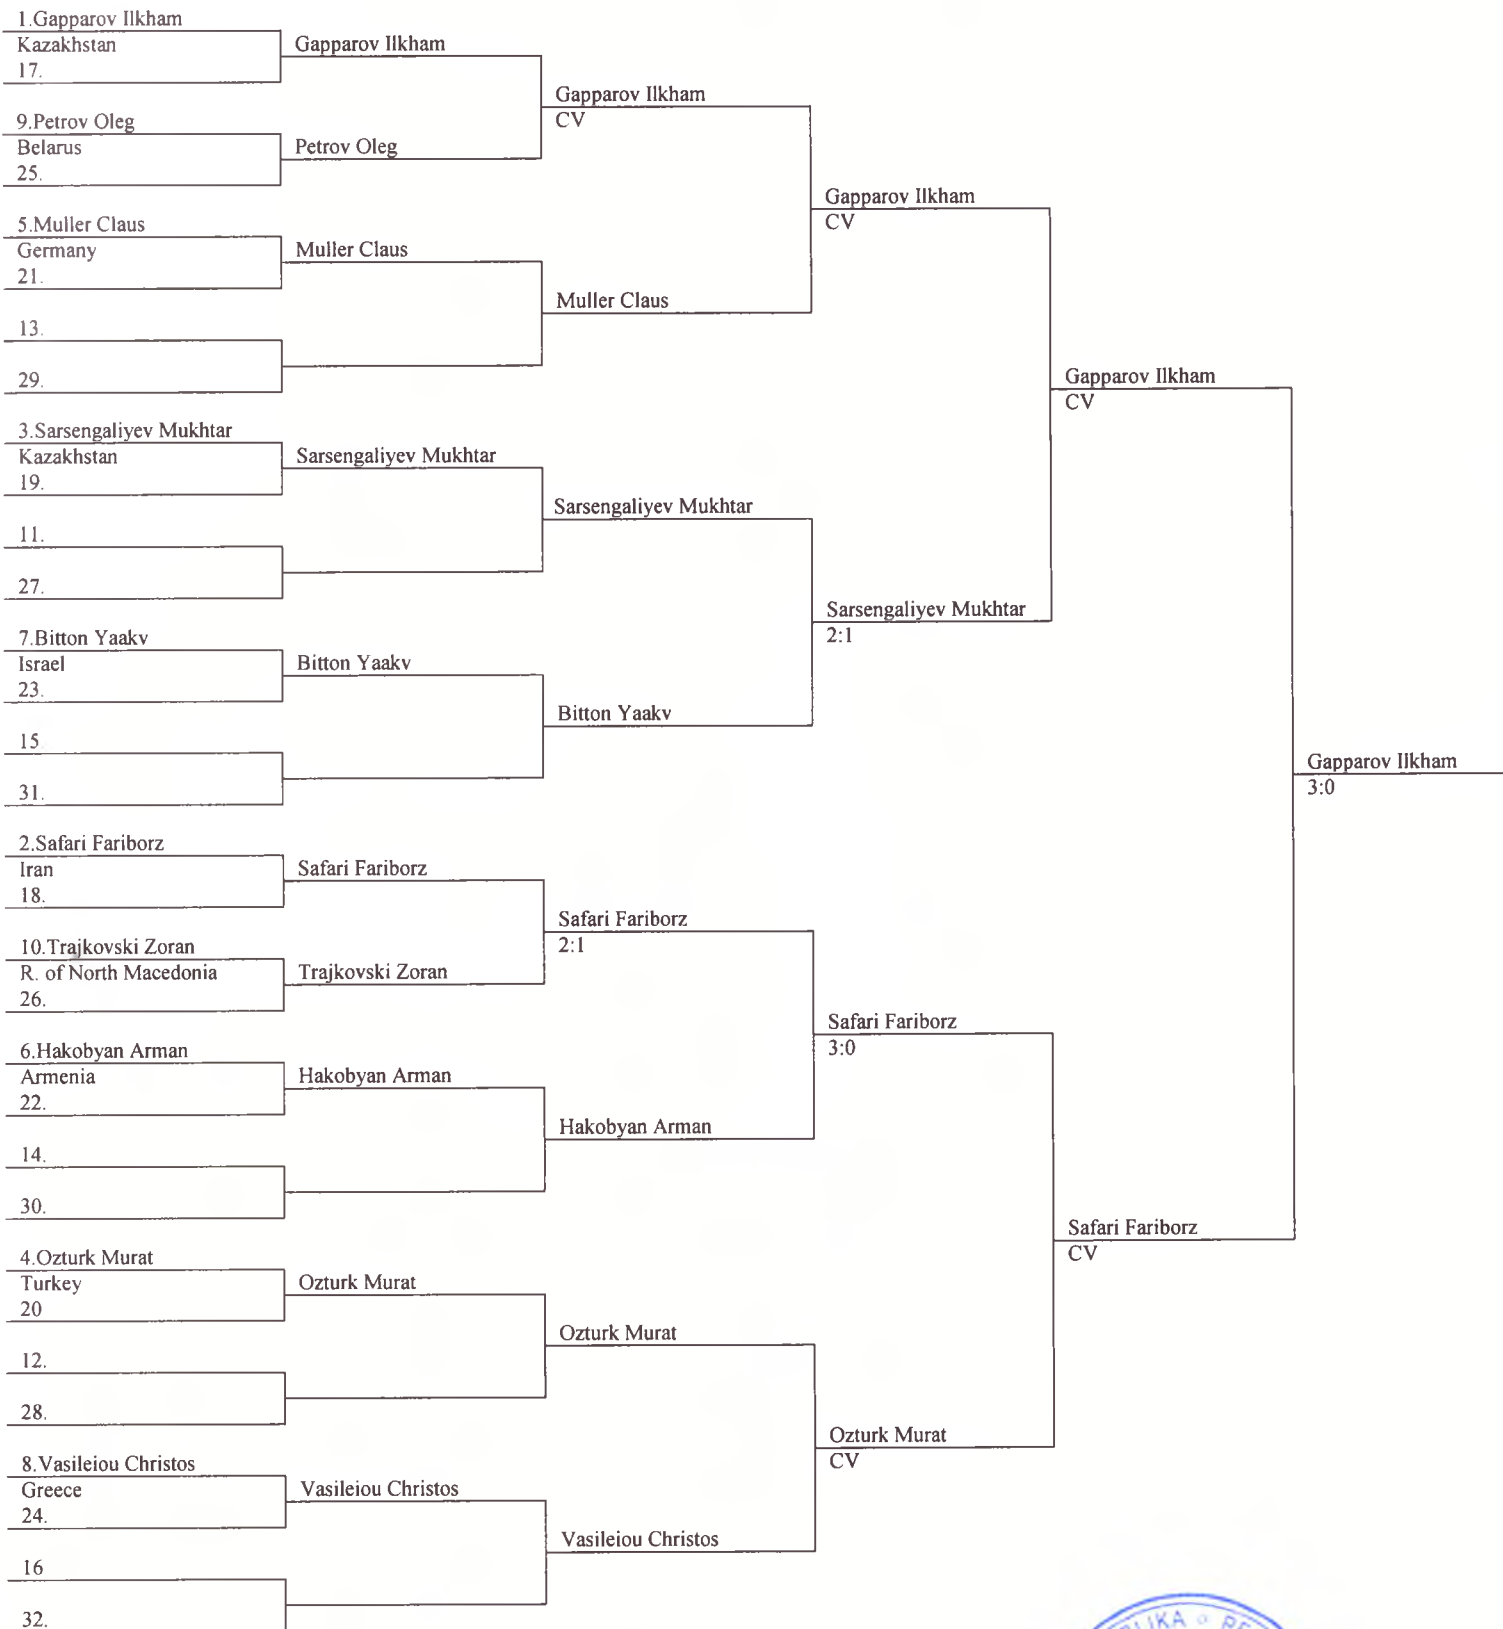 1.Gapparov Ilkham
Kazakhstan
17.
9.Petrov Oleg
Belarus
25.
5.Muller Claus
Germany
21.
13.
29.
3.Sarsengaliyev Mukhtar
Kazakhstan
19.
11.
27.
7.Bitton Yaakv
Israel
23.
15
31.
2.Safari Fariborz
Iran
18.
10.Trajkovski Zoran
R. of North Macedonia
26.
6.Hakobyan Arman
Armenia
22.
14.
30.
4.Ozturk Murat
Turkey
20
12.
28.
8.Vasileiou Christos
Greece
24.
16
32.
Gapparov Ilkham
Petrov Oleg
Muller Claus
Sarsengaliyev Mukhtar
Bitton Yaakv
Safari Fariborz
Trajkovski Zoran
Hakobyan Arman
Ozturk Murat
Vasileiou Christos
Gapparov Ilkham
CV
Muller Claus
Sarsengaliyev Mukhtar
Bitton Yaakv
Safari Fariborz
2:1
Hakobyan Arman
Ozturk Murat
Vasileiou Christos
Gapparov Ilkham
CV
Sarsengaliyev Mukhtar
2:1
Safari Fariborz
3:0
Ozturk Murat
CV
Gapparov Ilkham
CV
Safari Fariborz
CV
Gapparov Ilkham
3:0